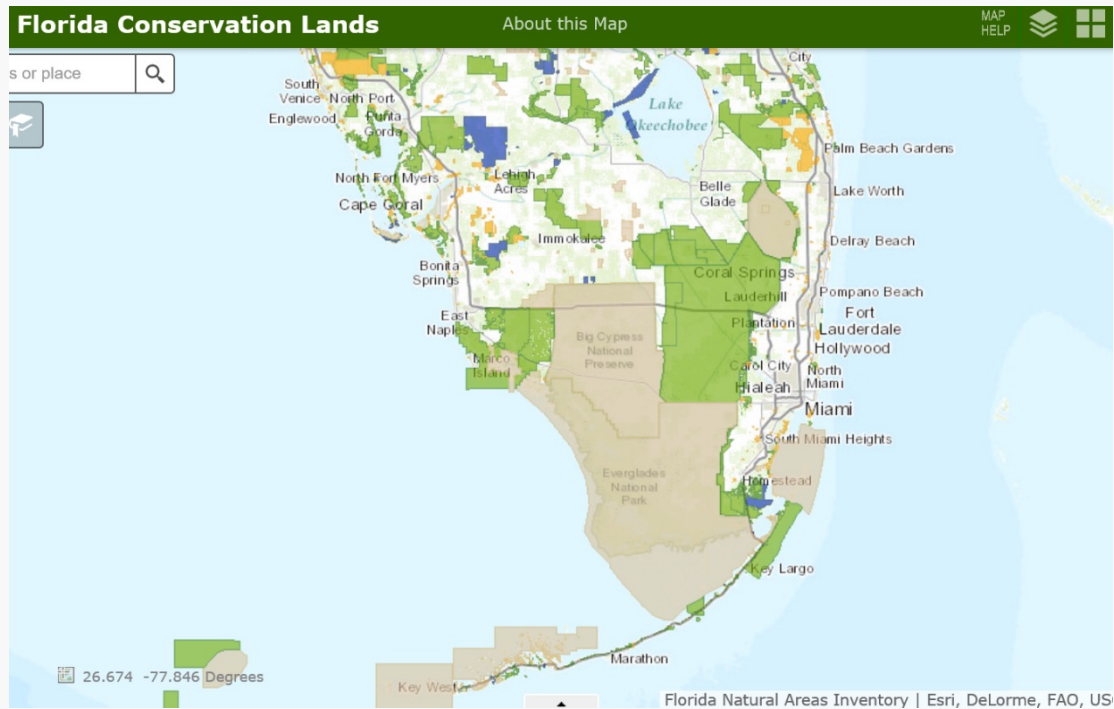 Florida Conservation Lands
About this Map
MAP
HELP
s or place
City
South
Venice
North Port
Englewood
Punta
Gorda
Lake
Okeechobee
Palm Beach Gardens
North Fort Myers
Lehigh
Acres
Belle
Glade
Lake Worth
Cape Coral
Immokalee
Delray Beach
Bonita
Springs
Coral Springs
Lauderhill
Pompano Beach
East
Naples
Plantation
Fort
Lauderdale
Big Cypress
National
Preserve
Hollywood
Marco
Island
Carol City
North
Miami
Hialeah
Miami
South Miami Heights
Everglades
National
Park
Homestead
Key Largo
Marathon
26.674 -77.846 Degrees
Key West
Florida Natural Areas Inventory | Esri, DeLorme, FAO, USG